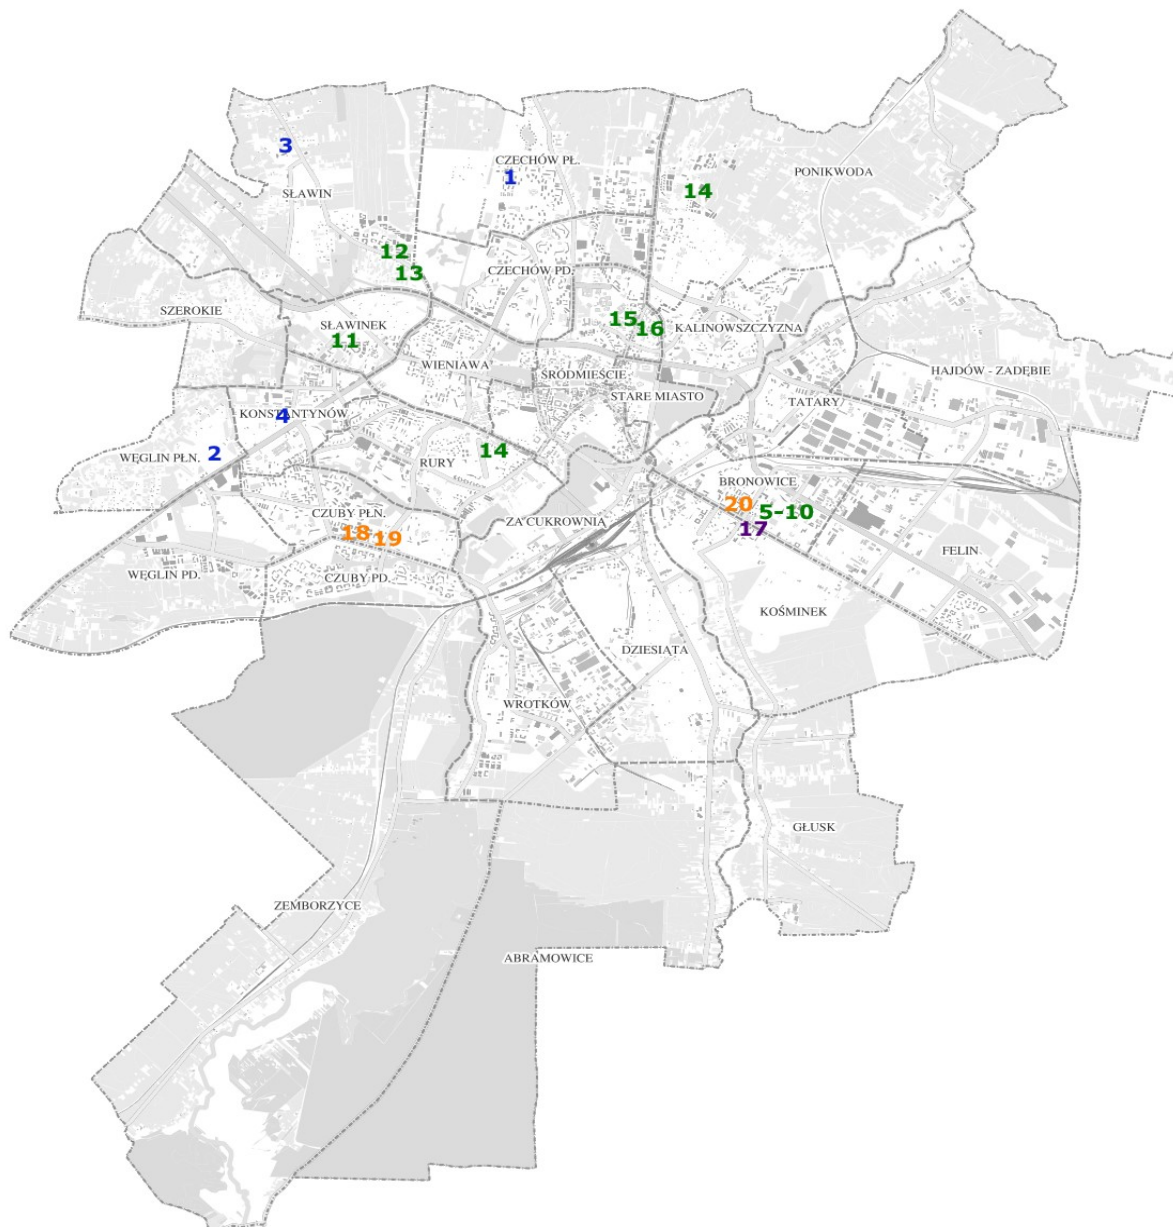 3
CZECHÓW PŁ.
1
PONIKWODA
SŁAWIN
14
12
13
CZECHÓW PD.
SZEROKIE
SŁAWINEK
11
15
16
KALINOWSZCZYZNA
WIENIAWA
ŚRÓDMIEŚCIE
HAJDÓW - ZADĘBIE
STARE MIASTO
TATARY
KONSTANTYNÓW
4
WĘGLIN PŁN.
2
RURY
14
BRONOWICE
20
5-10
17
CZUBY PŁN.
18
19
ZA CUKROWNIĄ
FELIN
WĘGLIN PD.
CZUBY PD.
KOŚMINEK
DZIESIĄTA
WROTKÓW
GŁUSK
ZEMBORZYCE
ABRAMOWICE